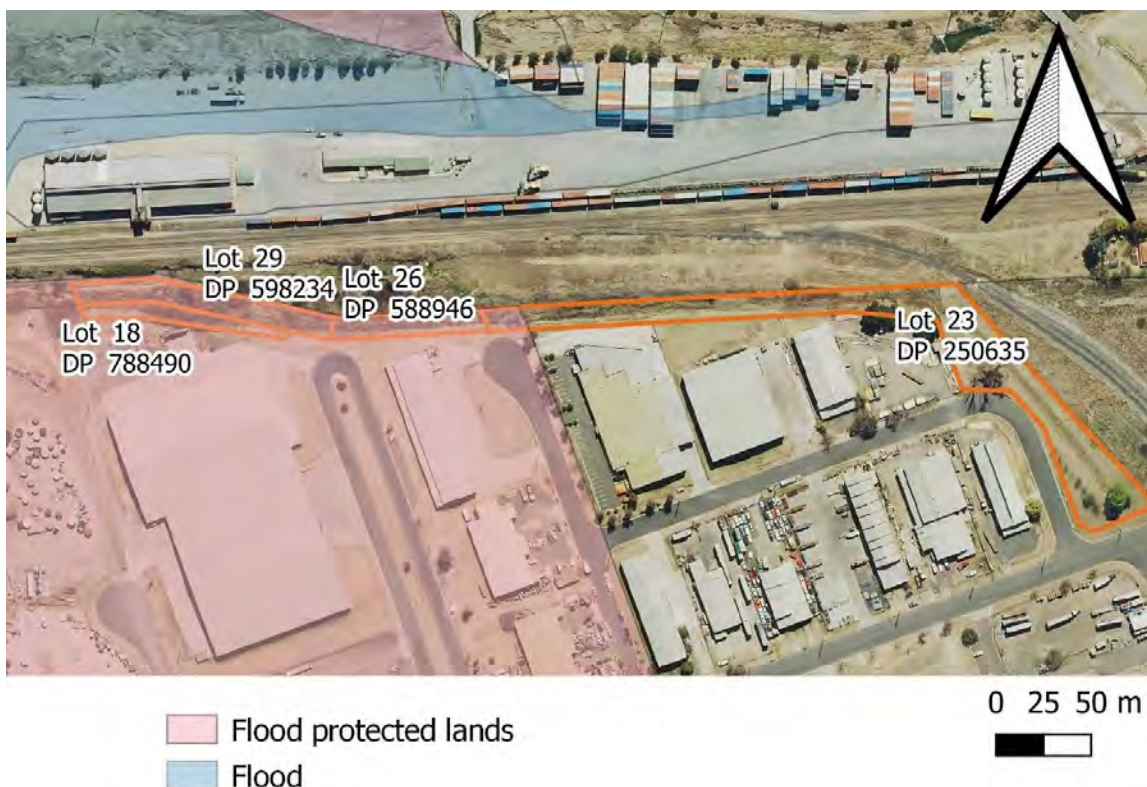 Lot 29
DP 598234
Lot 26
DP 588946
Lot 18
DP 788490
Lot 23
DP 250635
0 25 50 m
Flood protected lands
Flood